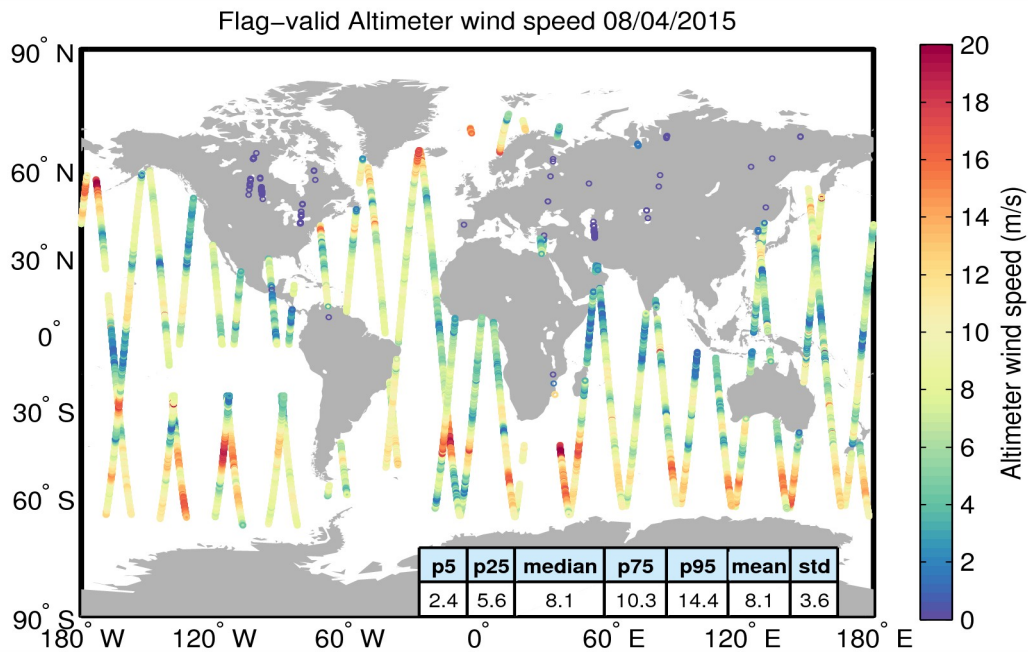 Flag−valid Altimeter wind speed 08/04/2015
90° N
60° N
30° N
0°
30° S
60° S
90° S
180° W
120° W
60° W
0°
60° E
120° E
180° E
p5 p25 median p75 p95 mean std
2.4 5.6 8.1 10.3 14.4 8.1 3.6
20
18
16
14
12
10
8
6
4
2
0
Altimeter wind speed (m/s)